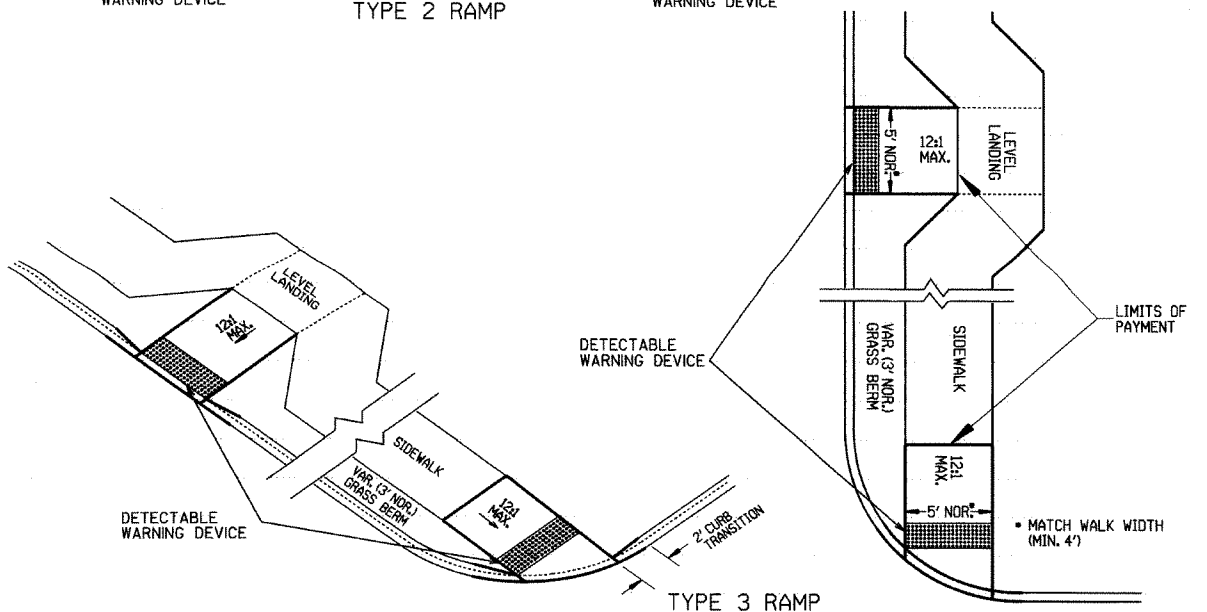 WARNING DEVICE
TYPE 2 RAMP
WARNING DEVICE
LEVEL
LANDING
12:1
MAX.
SIDEWALK
VAR. (3' NOR.)
GRASS BERM
12:1
MAX.
2' CURB
TRANSITION
DETECTABLE
WARNING DEVICE
TYPE 3 RAMP
5' NOR.*
12:1
MAX.
LEVEL
LANDING
DETECTABLE
WARNING DEVICE
LIMITS OF
PAYMENT
VAR. (3' NOR.)
GRASS BERM
SIDEWALK
12:1
MAX.
5' NOR.*
* MATCH WALK WIDTH
(MIN. 4')